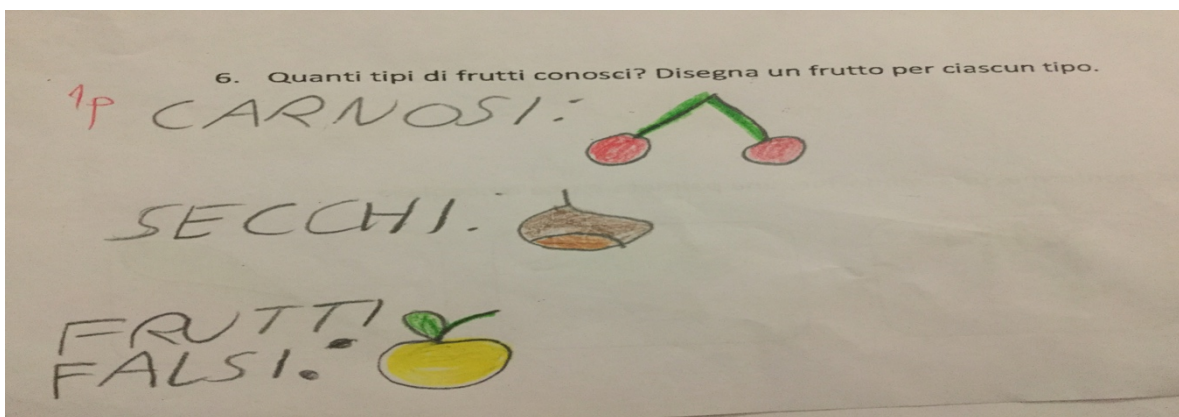 6. Quanti tipi di frutti conosci? Disegna un frutto per ciascun tipo.
1p CARNOSI:
SECCHI:
FRUTTI
FALSI: